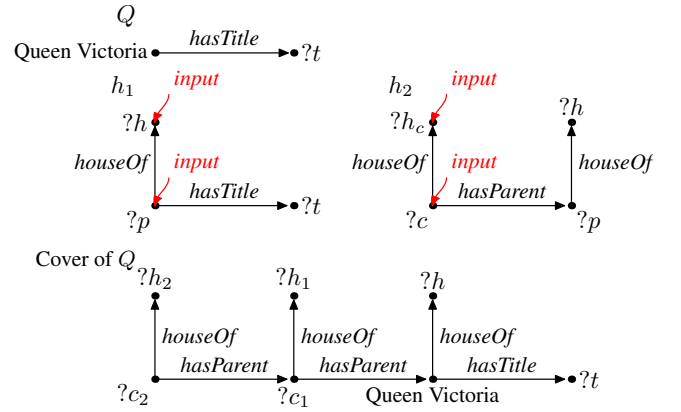 Q
Queen Victoria hasTitle ?t
h₁ input h₂ input
?h ?h_c ?h
houseOf input houseOf input houseOf
hasTitle hasParent
?p ?t ?c ?p
Cover of Q
?h₂ ?h₁ ?h
houseOf houseOf houseOf
hasParent hasParent hasTitle
?c₂ ?c₁ Queen Victoria ?t